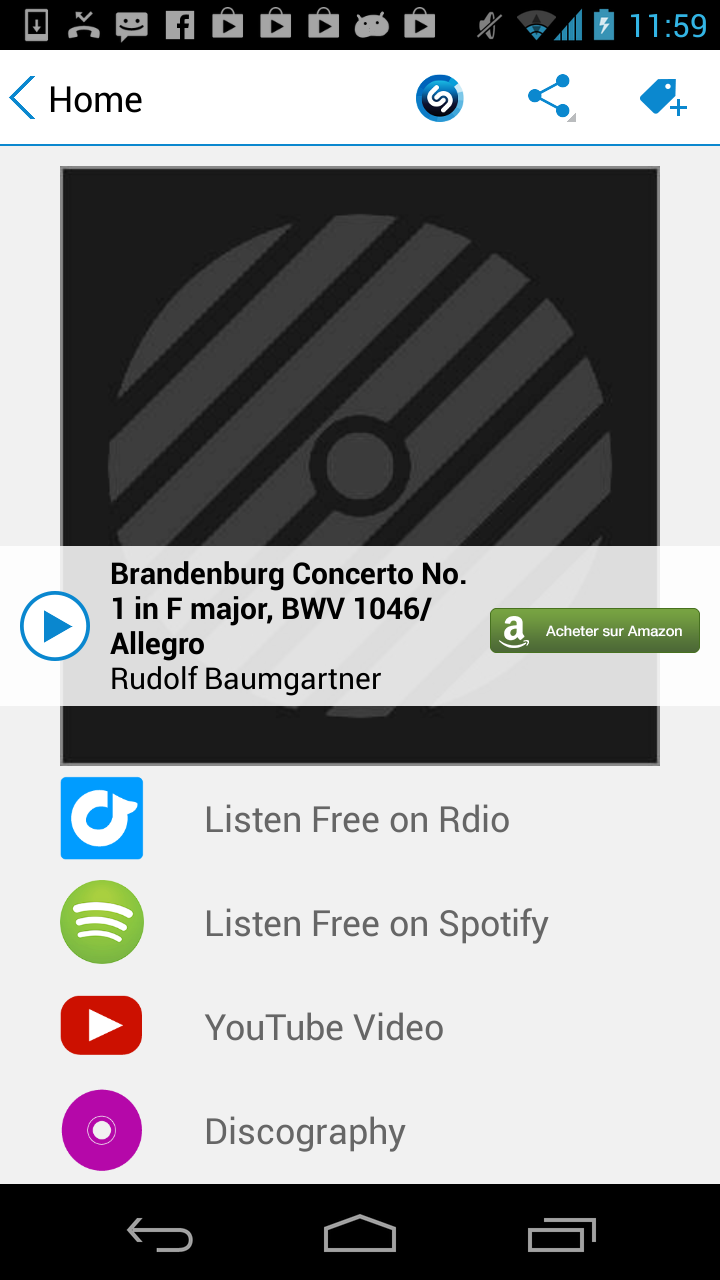 11:59
Home
Brandenburg Concerto No.
1 in F major, BWV 1046/
Allegro
Rudolf Baumgartner
a Acheter sur Amazon
Listen Free on Rdio
Listen Free on Spotify
YouTube Video
Discography